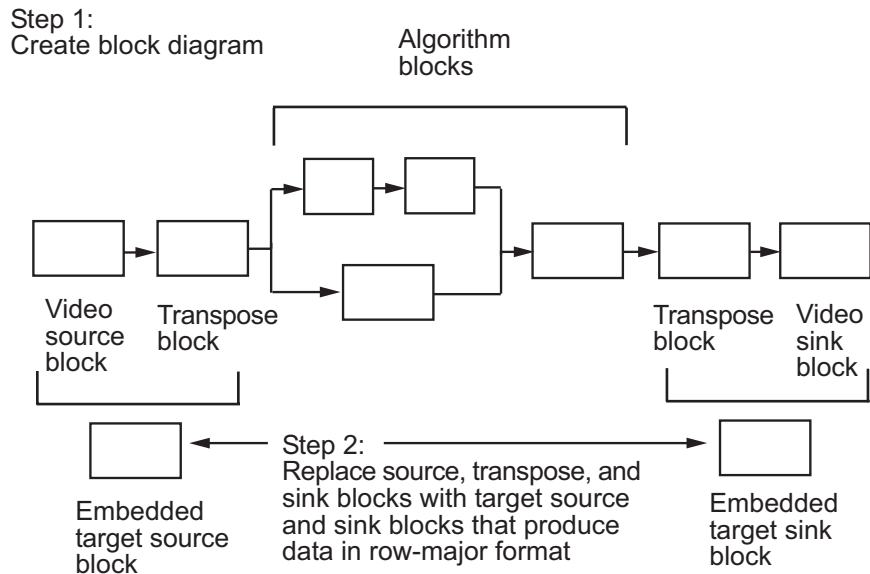 Step 1:
Create block diagram
Algorithm
blocks
Video
source
block
Transpose
block
Transpose
block
Video
sink
block
Step 2:
Replace source, transpose, and
sink blocks with target source
and sink blocks that produce
data in row-major format
Embedded
target source
block
Embedded
target sink
block